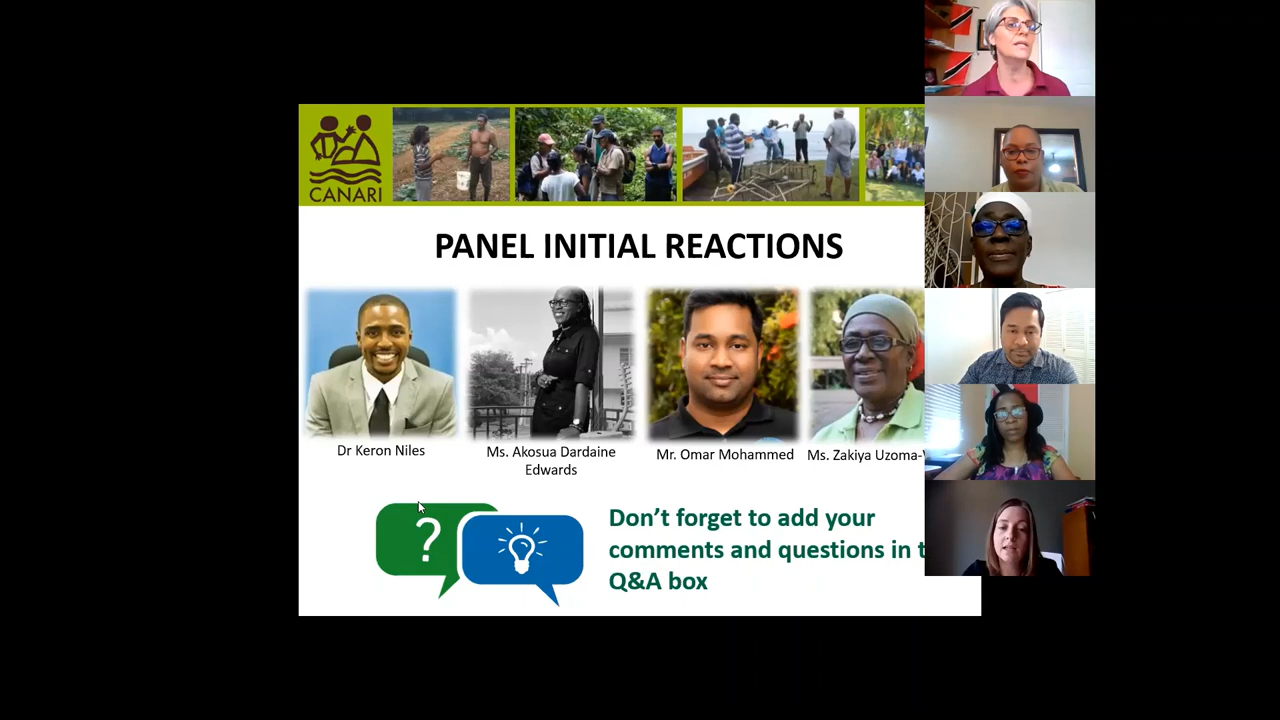 CANARI
PANEL INITIAL REACTIONS
Dr Keron Niles
Ms. Akosua Dardaine
Edwards
Mr. Omar Mohammed
Ms. Zakiya Uzoma-
?
Don't forget to add your
comments and questions in t
Q&A box